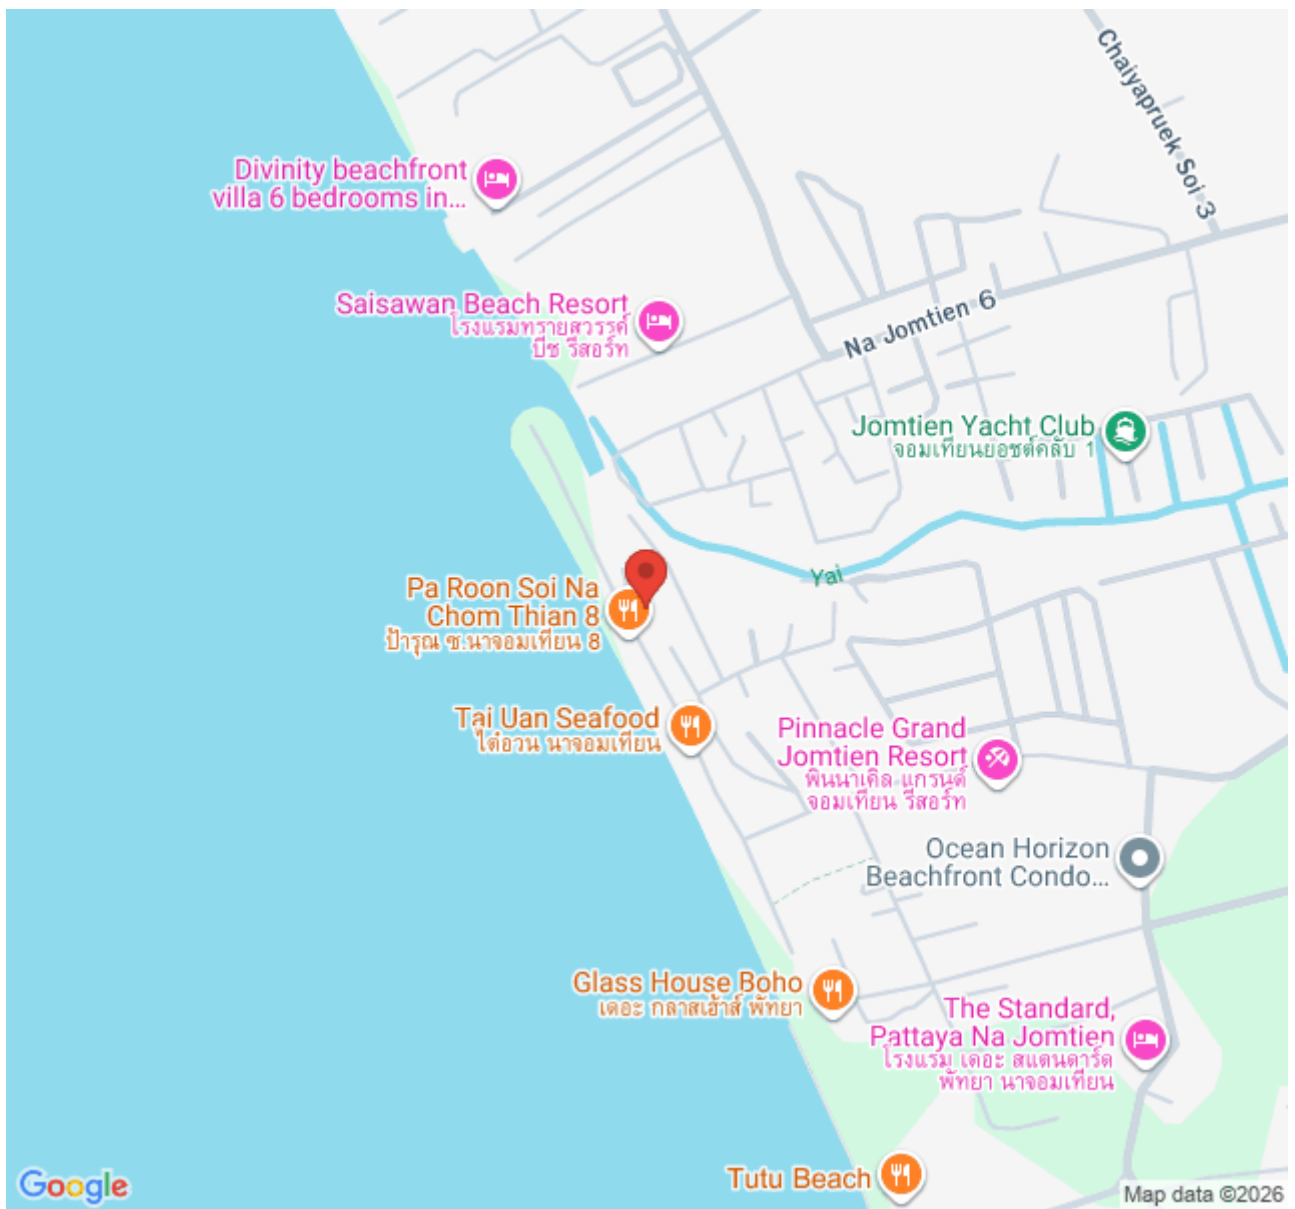 Chaiyapruek Soi 3
Divinity beachfront
villa 6 bedrooms in...
Saisawan Beach Resort
โรงแรมทรายสวรรค์
บีช รีสอร์ท
Na Jomtien 6
Jomtien Yacht Club
จอมเทียนยอชต์คลับ 1
Yai
Pa Roon Soi Na
Chom Thian 8
ป้ารุณ ซ.นาจอมเทียน 8
Tai Uan Seafood
ไต๋อวน นาจอมเทียน
Pinnacle Grand
Jomtien Resort
พินนาเคิล แกรนด์
จอมเทียน รีสอร์ท
Ocean Horizon
Beachfront Condo...
Glass House Boho
เดอะ กลาสเฮ้าส์ พัทยา
The Standard,
Pattaya Na Jomtien
โรงแรม เดอะ สแตนดาร์ด
พัทยา นาจอมเทียน
Tutu Beach
Google
Map data ©2026